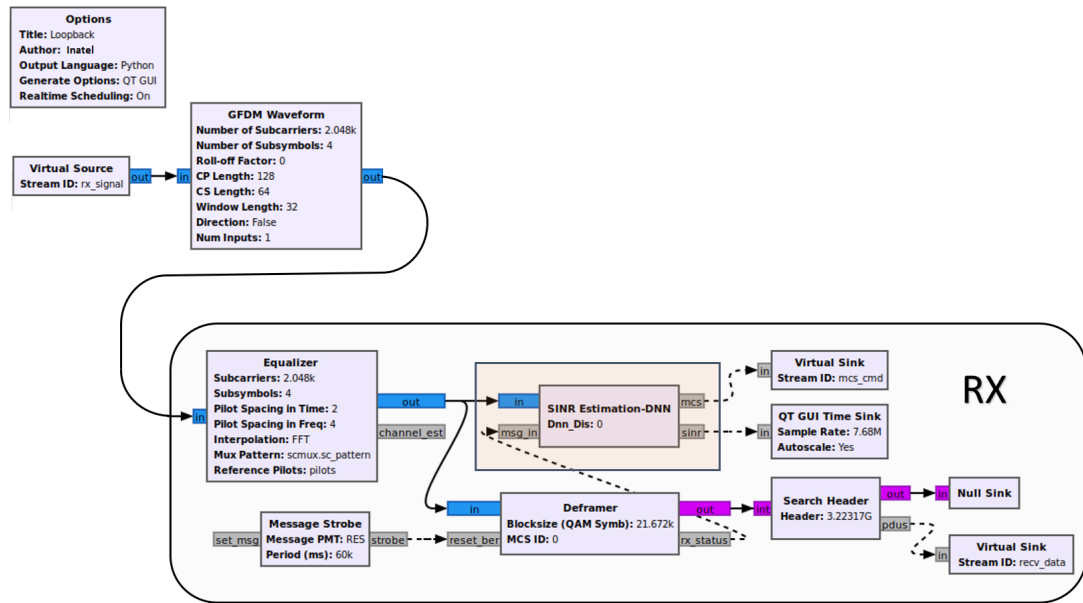 Options
Title: Loopback
Author: Inatel
Output Language: Python
Generate Options: QT GUI
Realtime Scheduling: On
GFDM Waveform
Number of Subcarriers: 2.048k
Number of Subsymbols: 4
Roll-off Factor: 0
CP Length: 128
CS Length: 64
Window Length: 32
Direction: False
Num Inputs: 1
in
out
Virtual Source
Stream ID: rx_signal
out
RX
Equalizer
Subcarriers: 2.048k
Subsymbols: 4
Pilot Spacing in Time: 2
Pilot Spacing in Freq: 4
Interpolation: FFT
Mux Pattern: scmux.sc_pattern
Reference Pilots: pilots
in
out
channel_est
SINR Estimation-DNN
Dnn_Dis: 0
in
msg_in
mcs
sinr
Virtual Sink
Stream ID: mcs_cmd
in
QT GUI Time Sink
Sample Rate: 7.68M
Autoscale: Yes
in
Message Strobe
Message PMT: RES
Period (ms): 60k
set_msg
strobe
Deframer
Blocksize (QAM Symb): 21.672k
MCS ID: 0
in
reset_ber
out
rx_status
Search Header
Header: 3.22317G
int
out
pdus
Null Sink
in
Virtual Sink
Stream ID: recv_data
in